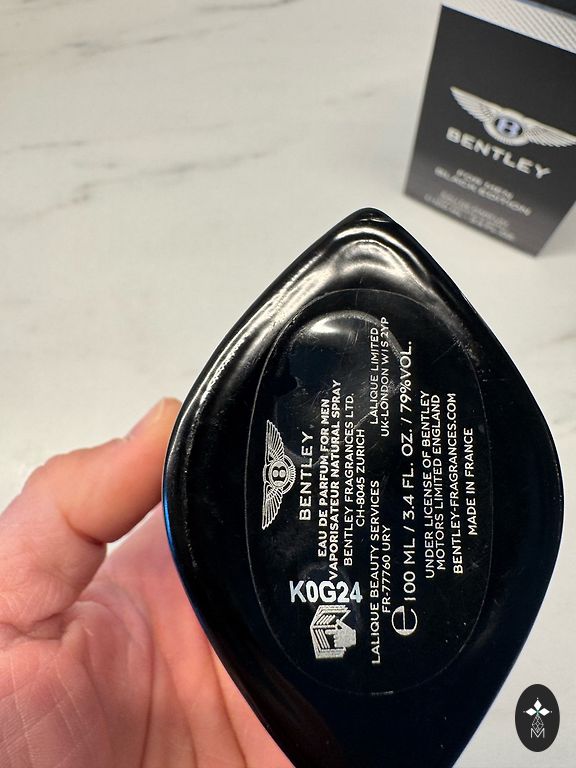 BENTLEY
FOR MEN
BLACK EDITION
BENTLEY
EAU DE PARFUM FOR MEN
VAPORISATEUR NATURAL SPRAY
BENTLEY FRAGRANCES LTD.
CH-8045 ZURICH
LALIQUE BEAUTY SERVICES
FR-77760 URY
LALIQUE LIMITED,
UK-LONDON W1S 2YP
e 100 ML / 3.4 FL. OZ. / 79%VOL.
UNDER LICENSE OF BENTLEY
MOTORS LIMITED ENGLAND
BENTLEY-FRAGRANCES.COM
MADE IN FRANCE
K0G24